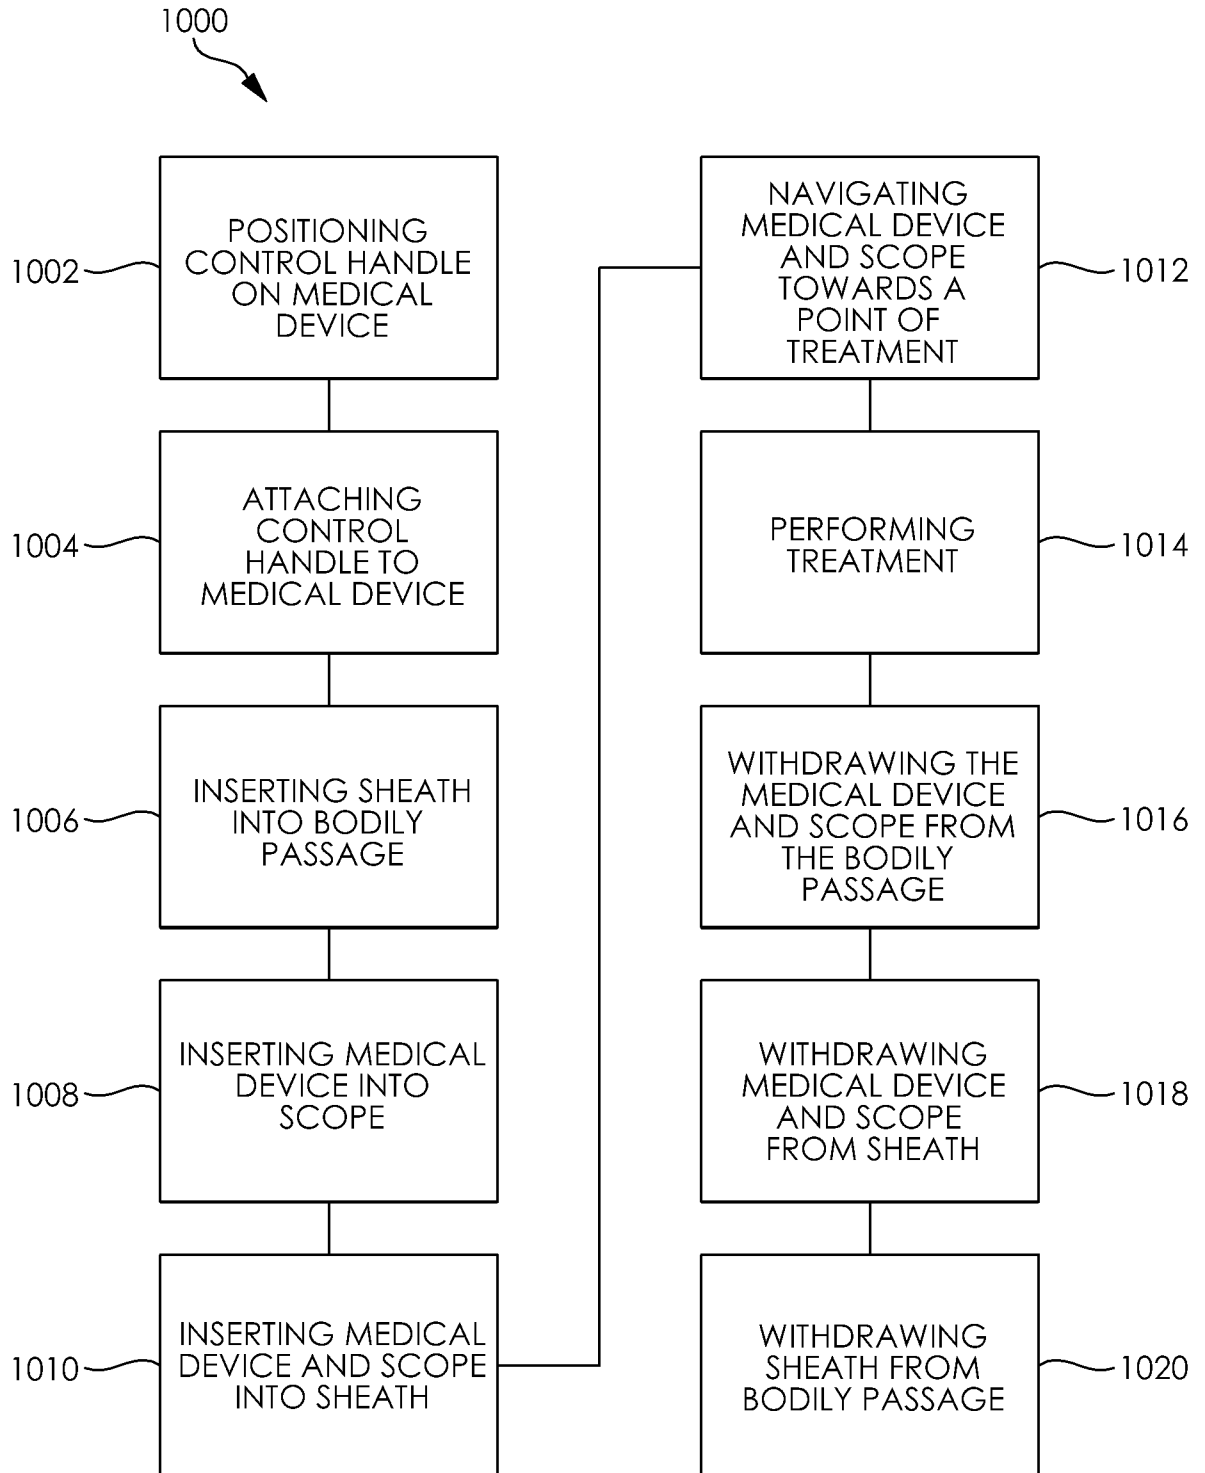 1000
1002
POSITIONING
CONTROL HANDLE
ON MEDICAL
DEVICE
1004
ATTACHING
CONTROL
HANDLE TO
MEDICAL DEVICE
1006
INSERTING SHEATH
INTO BODILY
PASSAGE
1008
INSERTING MEDICAL
DEVICE INTO
SCOPE
1010
INSERTING MEDICAL
DEVICE AND SCOPE
INTO SHEATH
NAVIGATING
MEDICAL DEVICE
AND SCOPE
TOWARDS A
POINT OF
TREATMENT
1012
PERFORMING
TREATMENT
1014
WITHDRAWING THE
MEDICAL DEVICE
AND SCOPE FROM
THE BODILY
PASSAGE
1016
WITHDRAWING
MEDICAL DEVICE
AND SCOPE
FROM SHEATH
1018
WITHDRAWING
SHEATH FROM
BODILY PASSAGE
1020